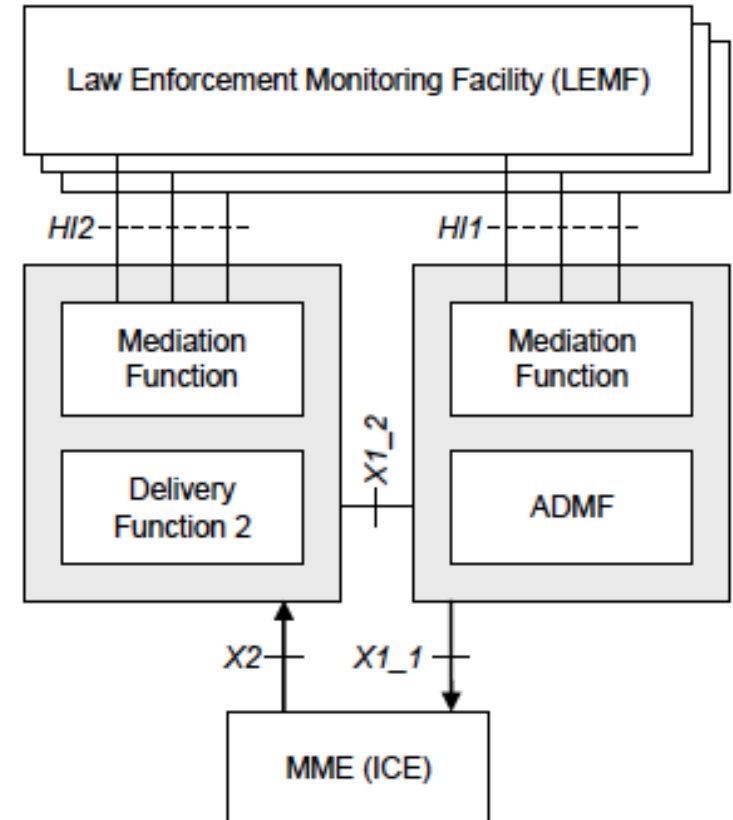 Law Enforcement Monitoring Facility (LEMF)
HI2
HI1
Mediation
Function
Mediation
Function
X1_2
Delivery
Function 2
ADMF
X2
X1_1
MME (ICE)